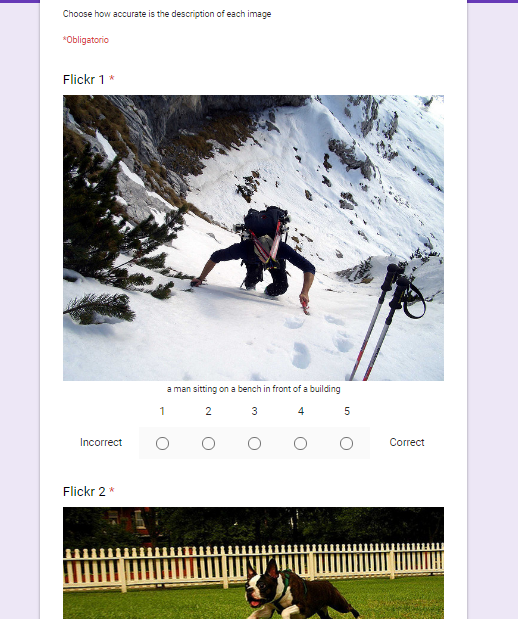 Choose how accurate is the description of each image
*Obligatorio
Flickr 1 *
a man sitting on a bench in front of a building
1 2 3 4 5
Incorrect Correct
Flickr 2 *